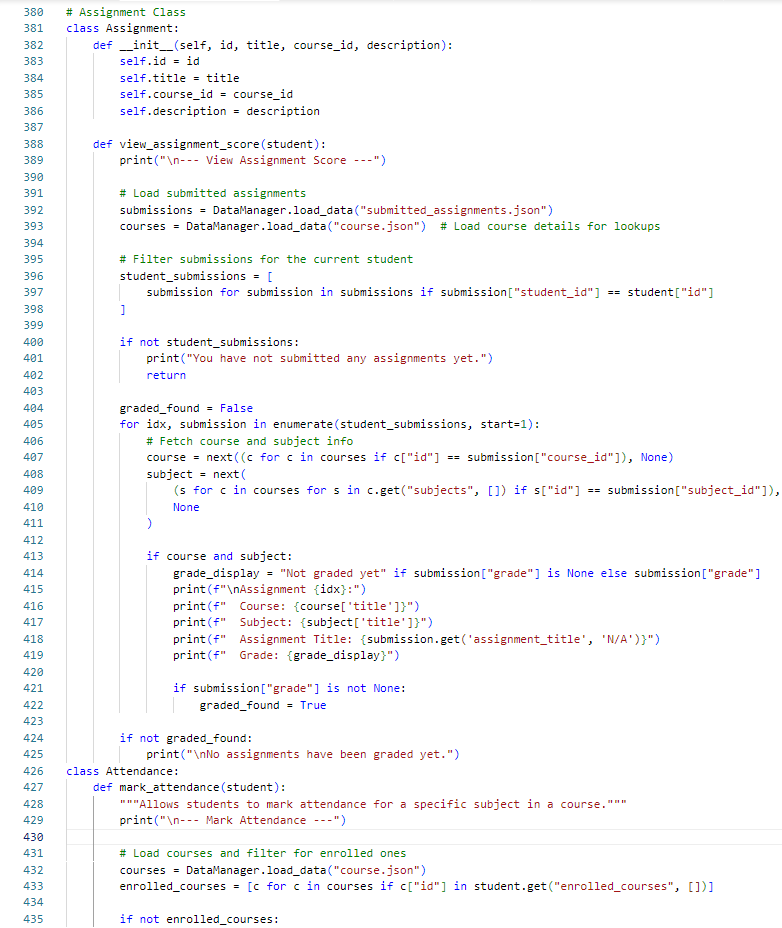 380 # Assignment Class
381 class Assignment:
382     def __init__(self, id, title, course_id, description):
383         self.id = id
384         self.title = title
385         self.course_id = course_id
386         self.description = description
387
388     def view_assignment_score(student):
389         print("\n--- View Assignment Score ---")
390
391         # Load submitted assignments
392         submissions = DataManager.load_data("submitted_assignments.json")
393         courses = DataManager.load_data("course.json")  # Load course details for lookups
394
395         # Filter submissions for the current student
396         student_submissions = [
397             submission for submission in submissions if submission["student_id"] == student["id"]
398         ]
399
400         if not student_submissions:
401             print("You have not submitted any assignments yet.")
402             return
403
404         graded_found = False
405         for idx, submission in enumerate(student_submissions, start=1):
406             # Fetch course and subject info
407             course = next((c for c in courses if c["id"] == submission["course_id"]), None)
408             subject = next(
409                 (s for c in courses for s in c.get("subjects", []) if s["id"] == submission["subject_id"]),
410                 None
411             )
412
413             if course and subject:
414                 grade_display = "Not graded yet" if submission["grade"] is None else submission["grade"]
415                 print(f"\nAssignment {idx}:")
416                 print(f"  Course: {course['title']}")
417                 print(f"  Subject: {subject['title']}")
418                 print(f"  Assignment Title: {submission.get('assignment_title', 'N/A')}")
419                 print(f"  Grade: {grade_display}")
420
421                 if submission["grade"] is not None:
422                     graded_found = True
423
424         if not graded_found:
425             print("\nNo assignments have been graded yet.")
426 class Attendance:
427     def mark_attendance(student):
428         """Allows students to mark attendance for a specific subject in a course."""
429         print("\n--- Mark Attendance ---")
430
431         # Load courses and filter for enrolled ones
432         courses = DataManager.load_data("course.json")
433         enrolled_courses = [c for c in courses if c["id"] in student.get("enrolled_courses", [])]
434
435         if not enrolled_courses: